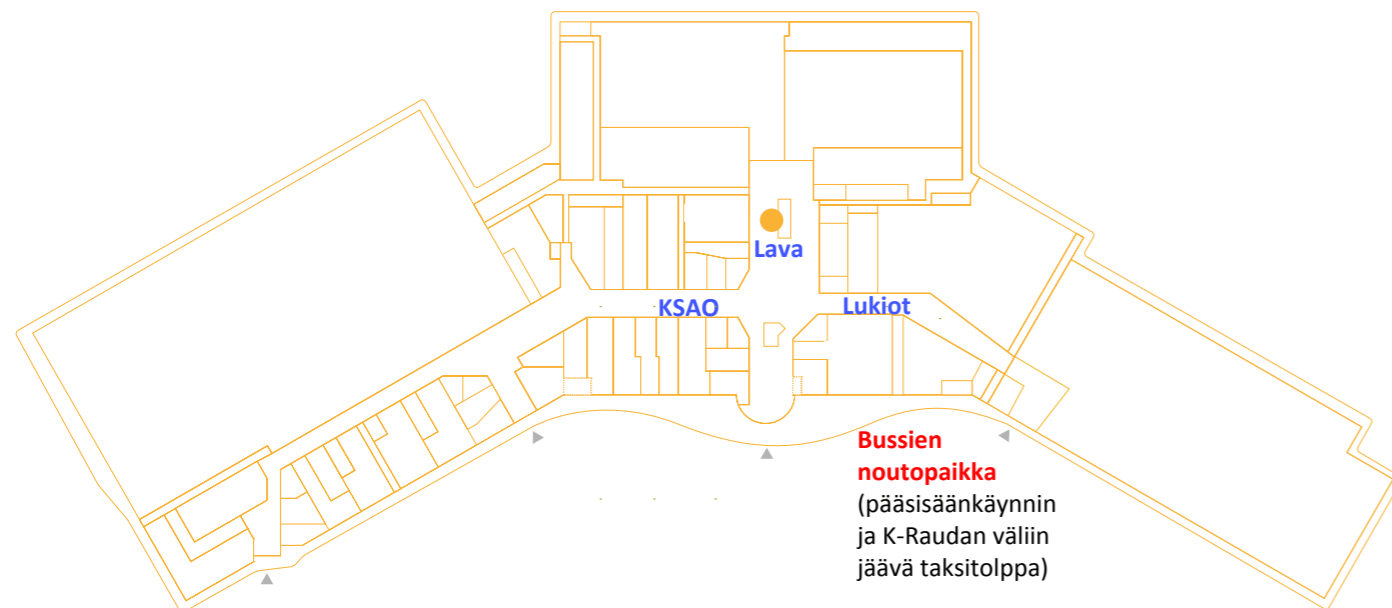 Lava
KSAO
Lukiot
Bussien
noutopaikka
(pääsisäänkäynnin
ja K-Raudan väliin
jäävä taksitolppa)